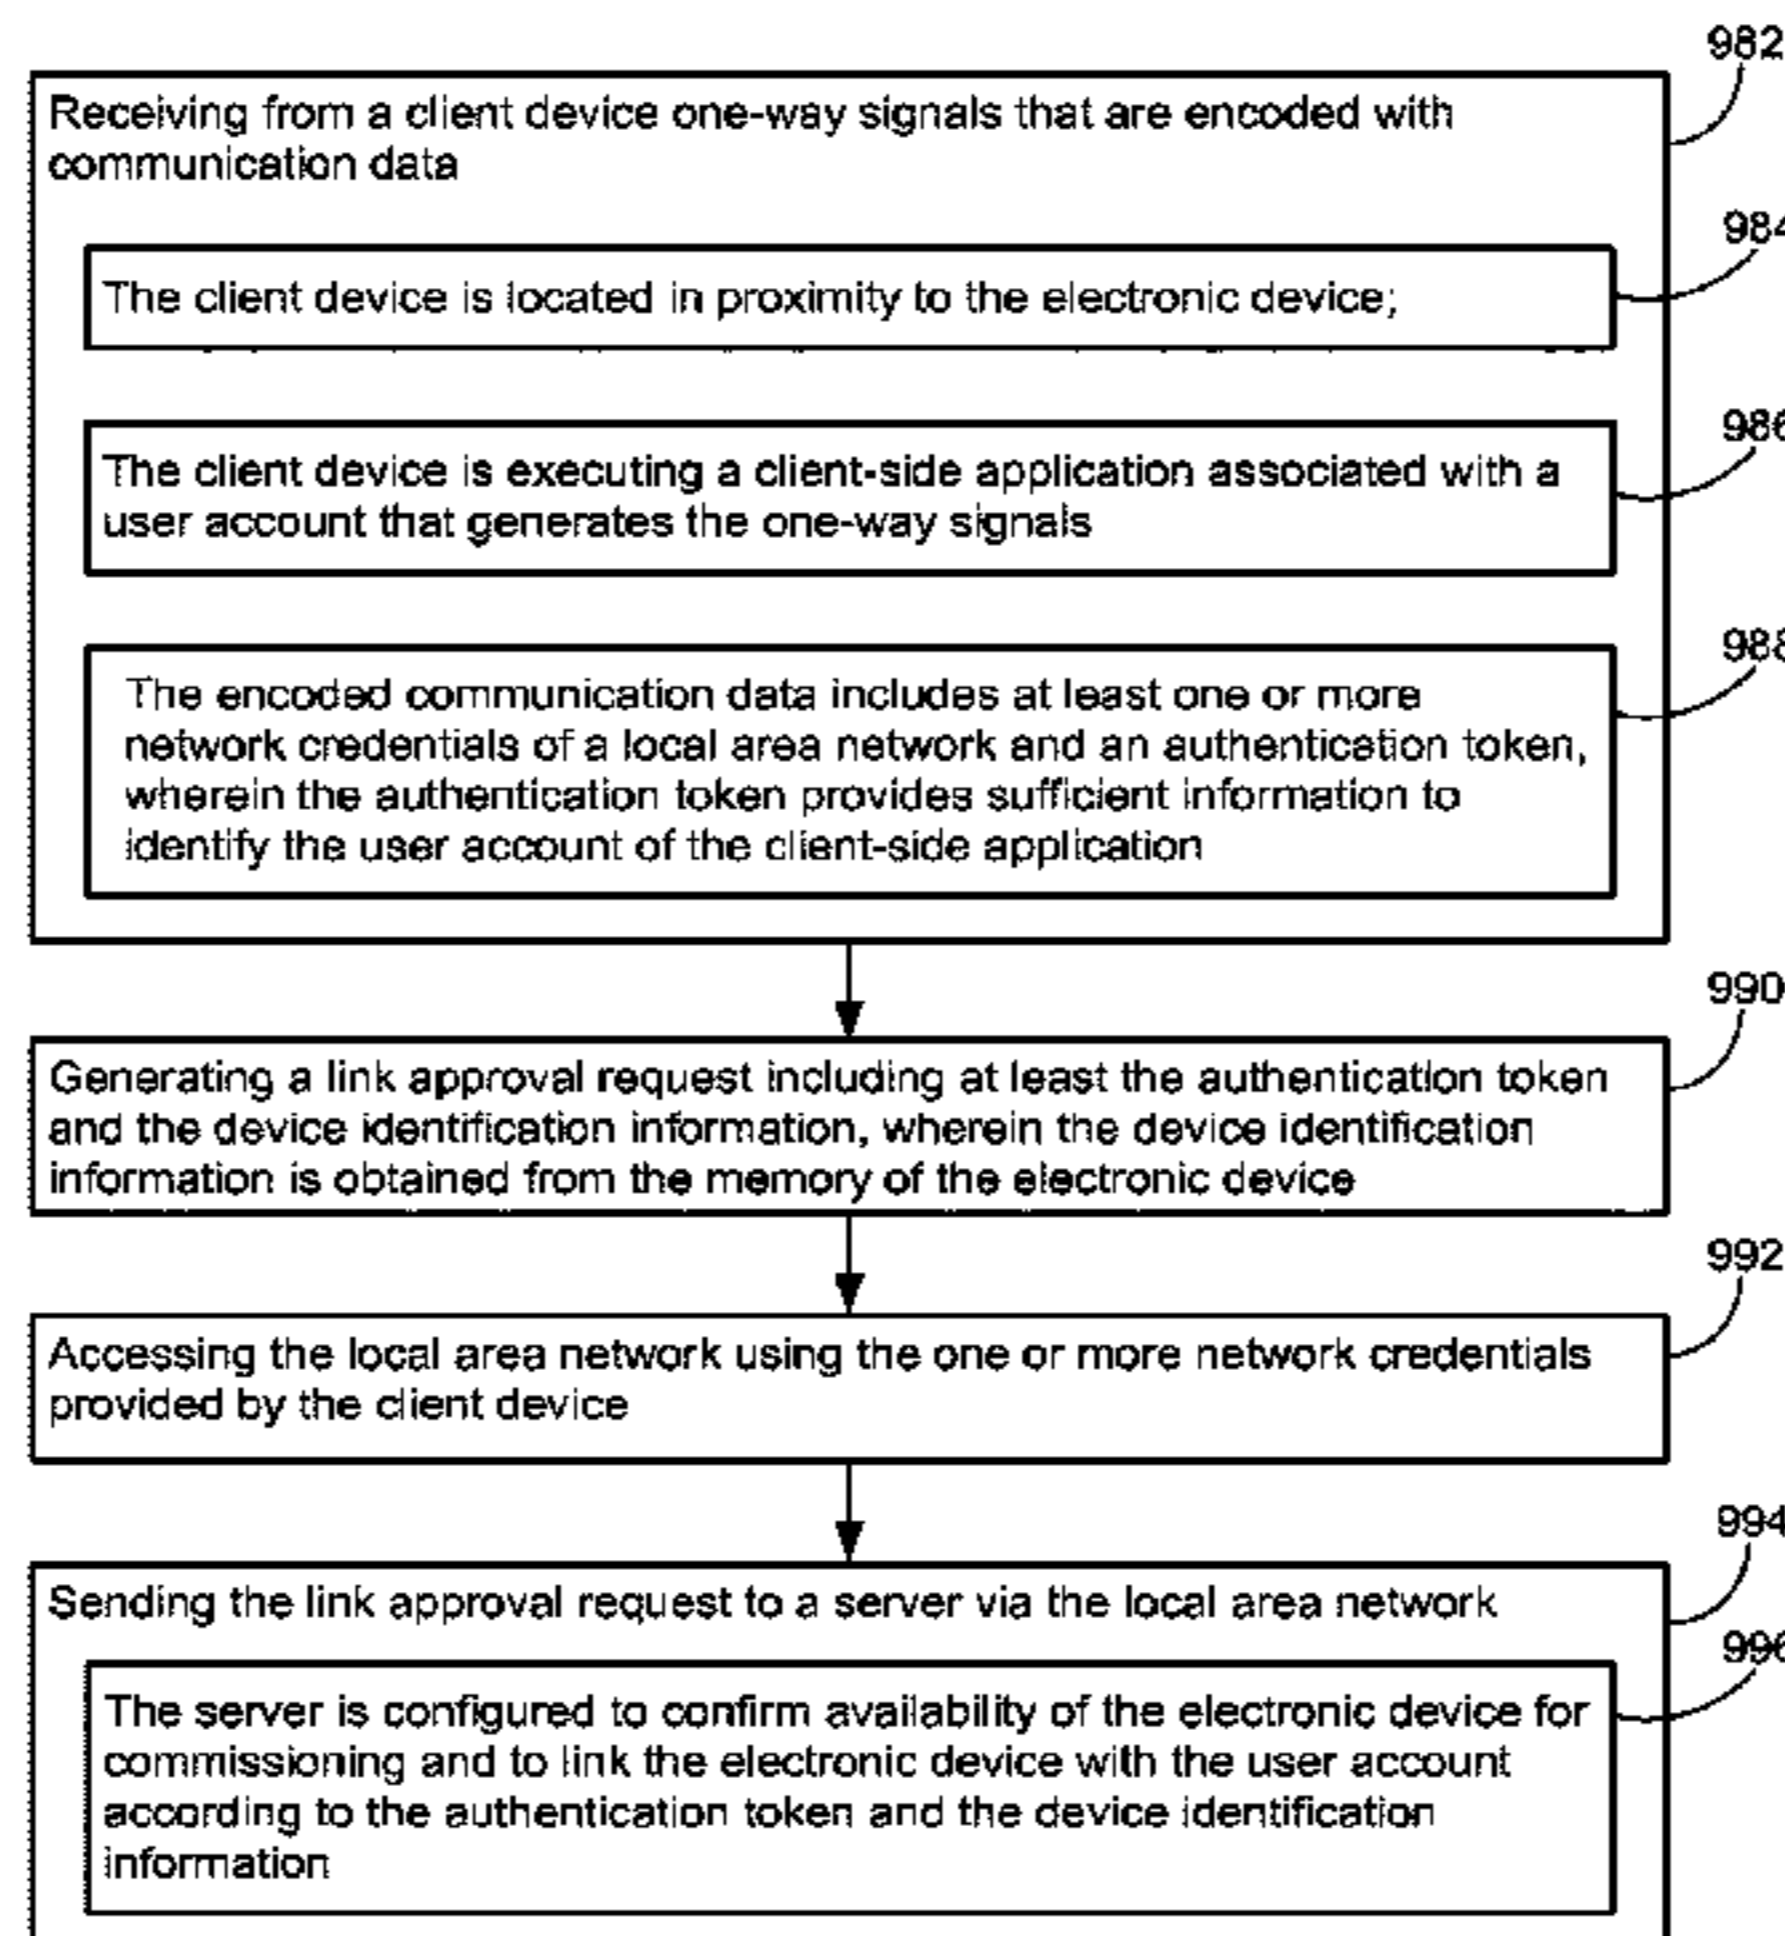 982
Receiving from a client device one-way signals that are encoded with
communication data
984
The client device is located in proximity to the electronic device;
986
The client device is executing a client-side application associated with a
user account that generates the one-way signals
988
The encoded communication data includes at least one or more
network credentials of a local area network and an authentication token,
wherein the authentication token provides sufficient information to
identify the user account of the client-side application
990
Generating a link approval request including at least the authentication token
and the device identification information, wherein the device identification
information is obtained from the memory of the electronic device
992
Accessing the local area network using the one or more network credentials
provided by the client device
994
Sending the link approval request to a server via the local area network
996
The server is configured to confirm availability of the electronic device for
commissioning and to link the electronic device with the user account
according to the authentication token and the device identification
information